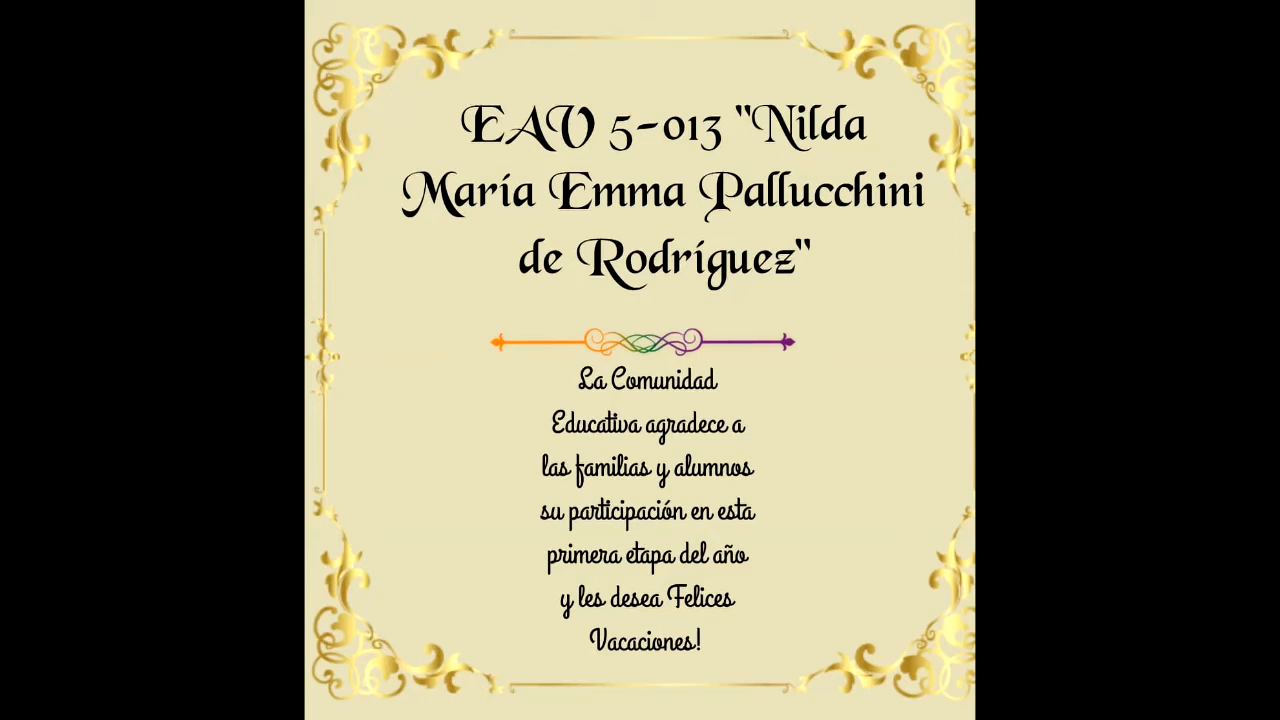 EAV 5-013 "Nilda
María Emma Pallucchini
de Rodríguez"
La Comunidad
Educativa agradece a
las familias y alumnos
su participación en esta
primera etapa del año
y les desea Felices
Vacaciones!